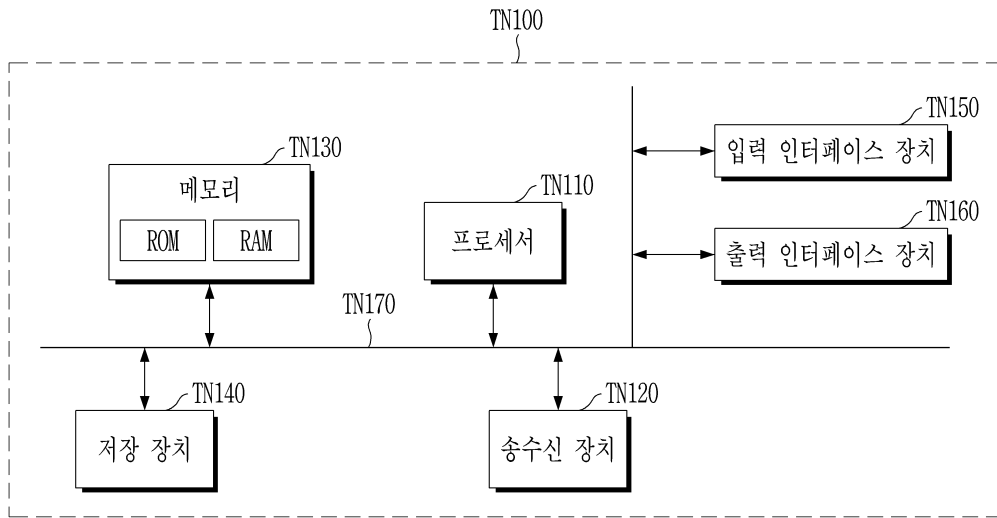 TN100
TN150
입력 인터페이스 장치
TN130
메모리
ROM
RAM
TN110
프로세서
TN160
출력 인터페이스 장치
TN170
TN140
저장 장치
TN120
송수신 장치